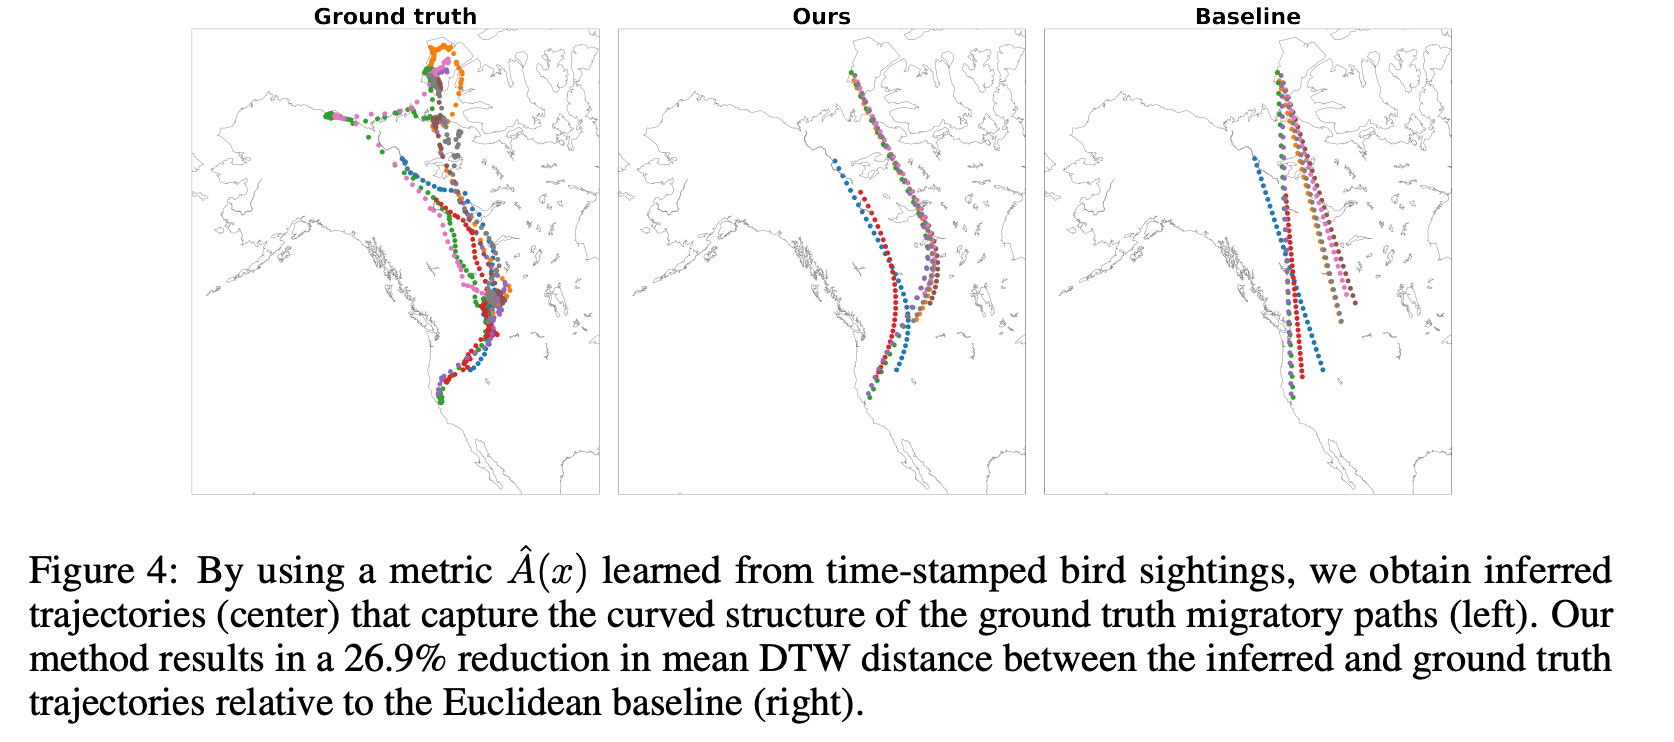 Ground truth
Ours
Baseline
Figure 4: By using a metric Â(x) learned from time-stamped bird sightings, we obtain inferred
trajectories (center) that capture the curved structure of the ground truth migratory paths (left). Our
method results in a 26.9% reduction in mean DTW distance between the inferred and ground truth
trajectories relative to the Euclidean baseline (right).